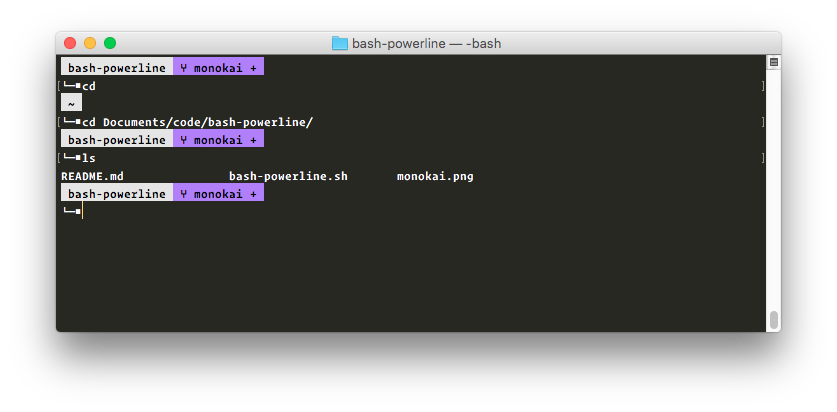 bash-powerline — -bash
bash-powerline ⑂ monokai +
[└─▪cd ]
~
[└─▪cd Documents/code/bash-powerline/ ]
bash-powerline ⑂ monokai +
[└─▪ls ]
README.md bash-powerline.sh monokai.png
bash-powerline ⑂ monokai +
└─▪